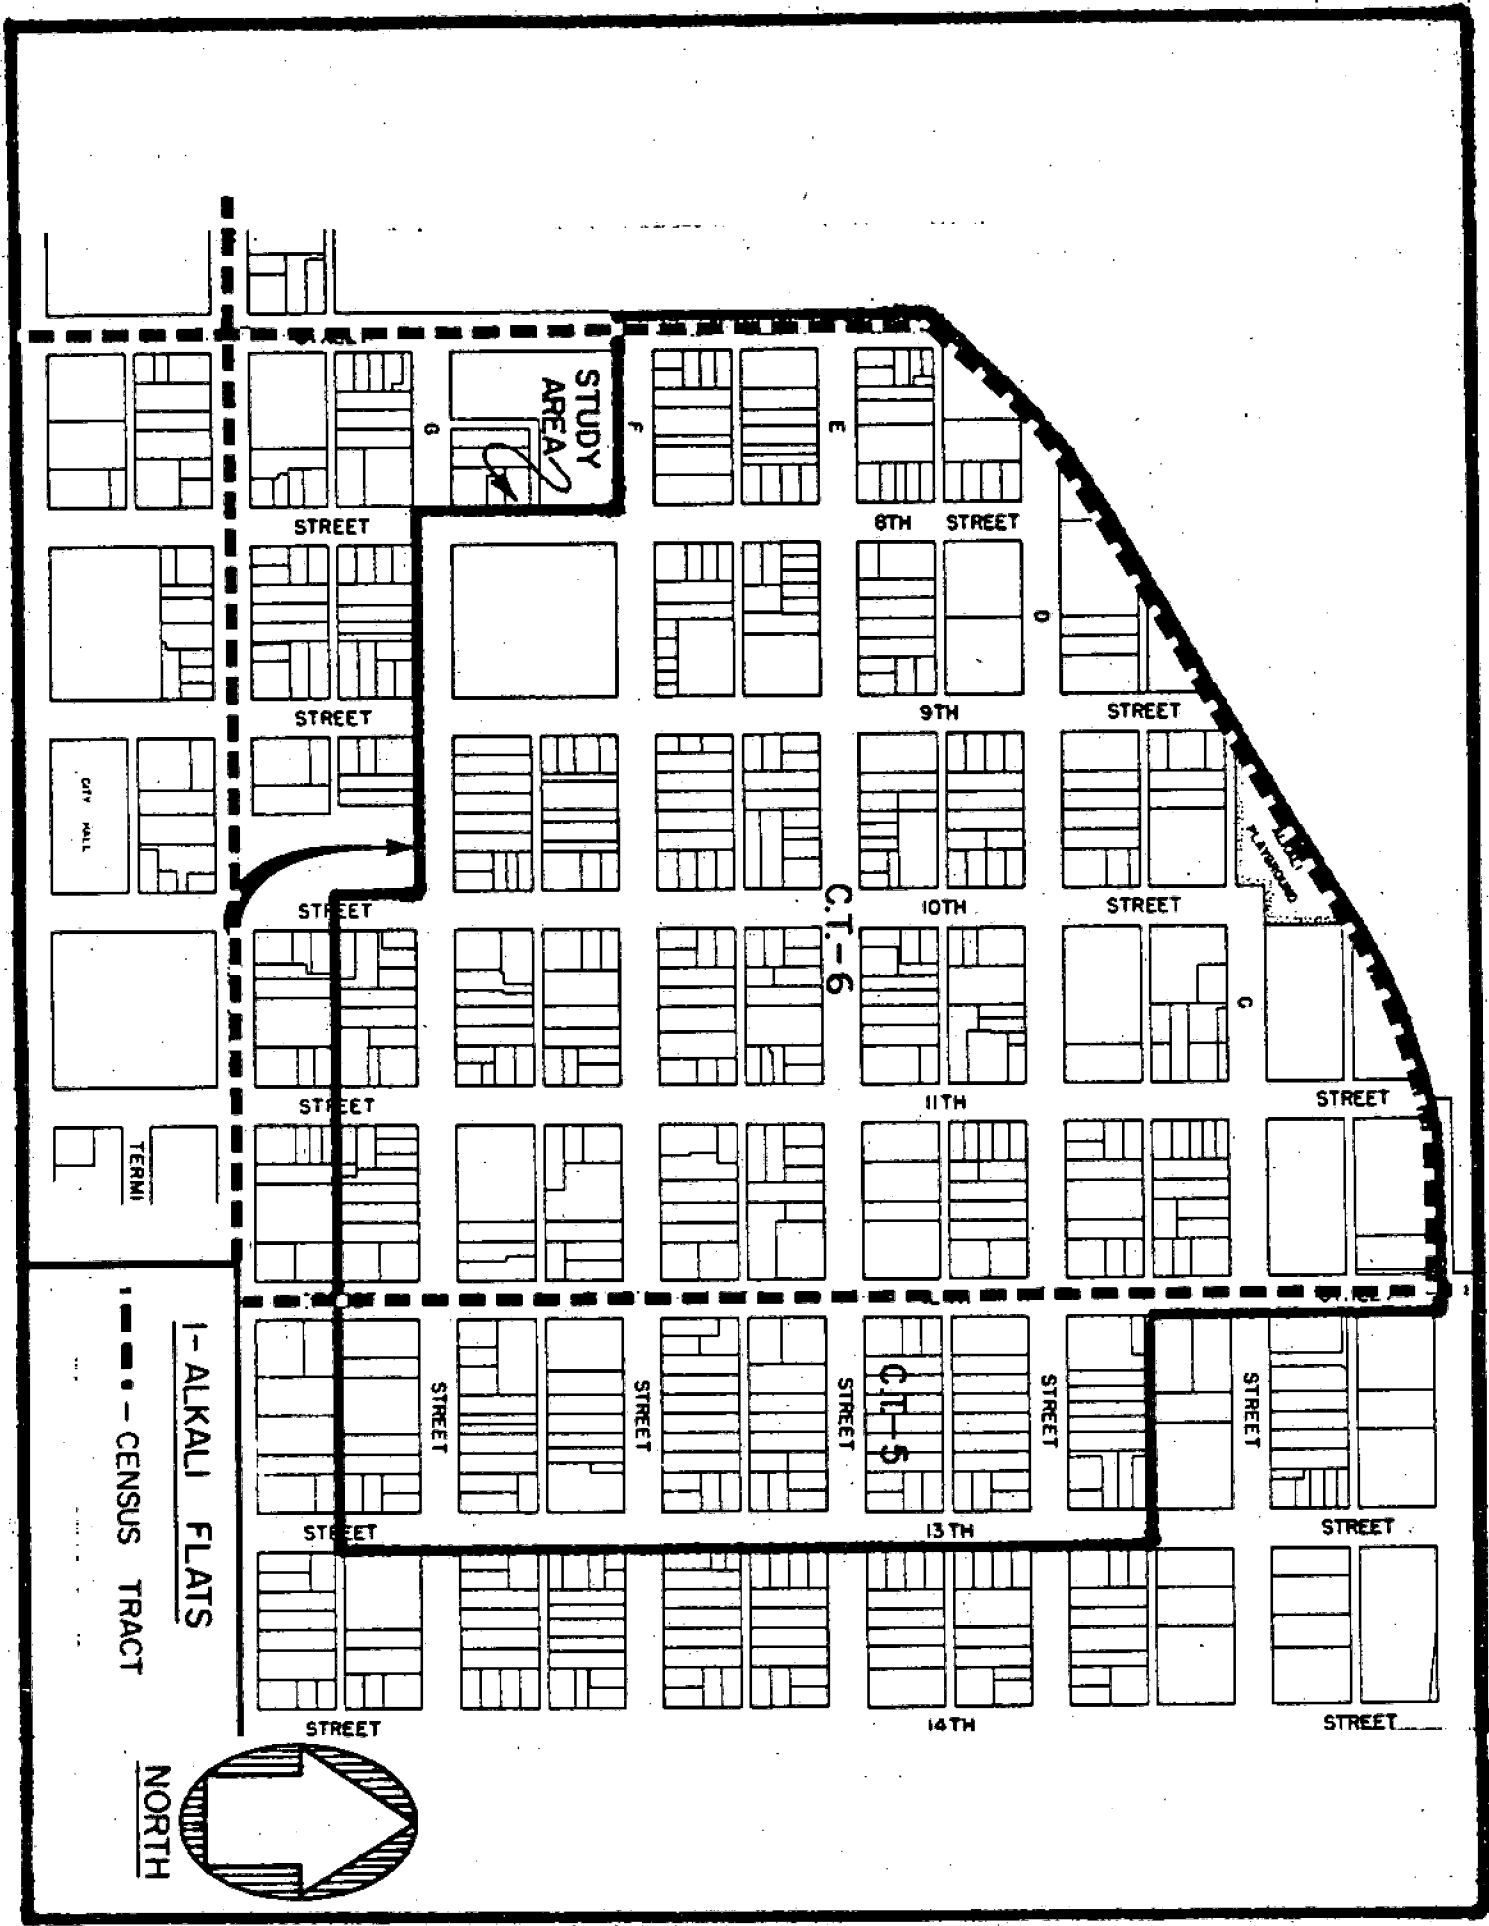 STUDY
AREA
G
F
E
STREET
8TH STREET
D
STREET
9TH STREET
CITY HALL
PLAYGROUND
STREET
10TH STREET
C.T.-6
C
STREET
11TH
STREET
TERMI
STREET
STREET
STREET
STREET
STREET
C.T.-5
STREET
13TH
STREET
STREET
14TH
STREET
1- ALKALI FLATS
- CENSUS TRACT
NORTH